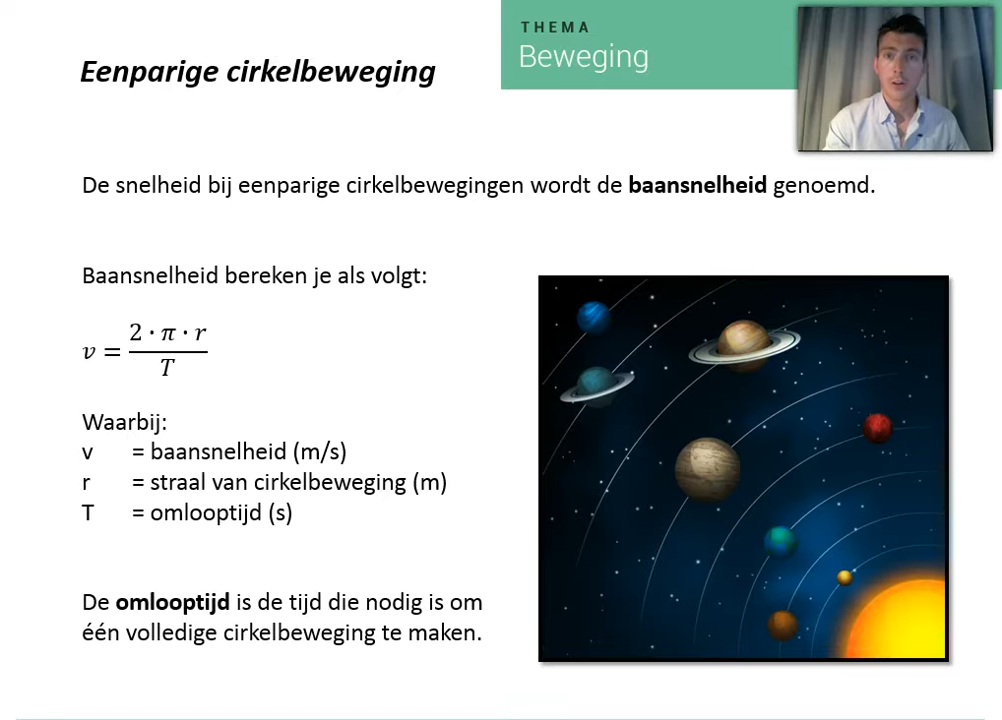 THEMA
Beweging
Eenparige cirkelbeweging
De snelheid bij eenparige cirkelbewegingen wordt de baansnelheid genoemd.
Baansnelheid bereken je als volgt:
v = 2 · π · r / T
Waarbij:
v = baansnelheid (m/s)
r = straal van cirkelbeweging (m)
T = omlooptijd (s)
De omlooptijd is de tijd die nodig is om
één volledige cirkelbeweging te maken.